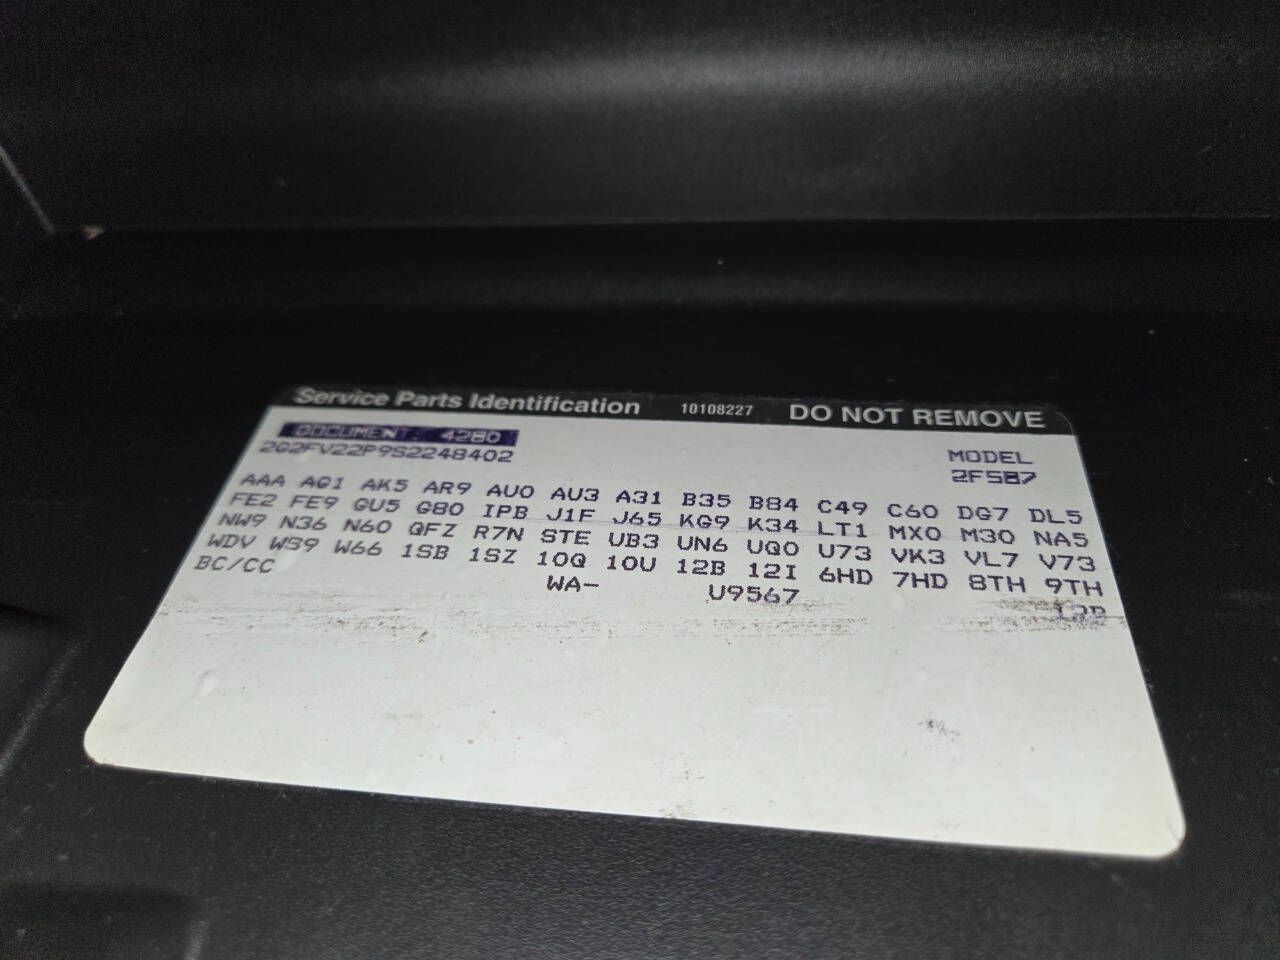 Service Parts Identification 10108227 DO NOT REMOVE
DOCUMENT: 4280
2G2FV22P9S2248402
MODEL
2FS87
AAA AG1 AK5 AR9 AU0 AU3 A31 B35 B84 C49 C60 DG7 DL5
FE2 FE9 GU5 G80 IPB J1F J65 KG9 K34 LT1 MX0 M30 NA5
NW9 N36 N60 QFZ R7N STE UB3 UN6 UQ0 U73 VK3 VL7 V73
WDV WS9 W66 1SB 1SZ 10Q 10U 12B 12I 6HD 7HD 8TH 9TH
BC/CC WA- U9567